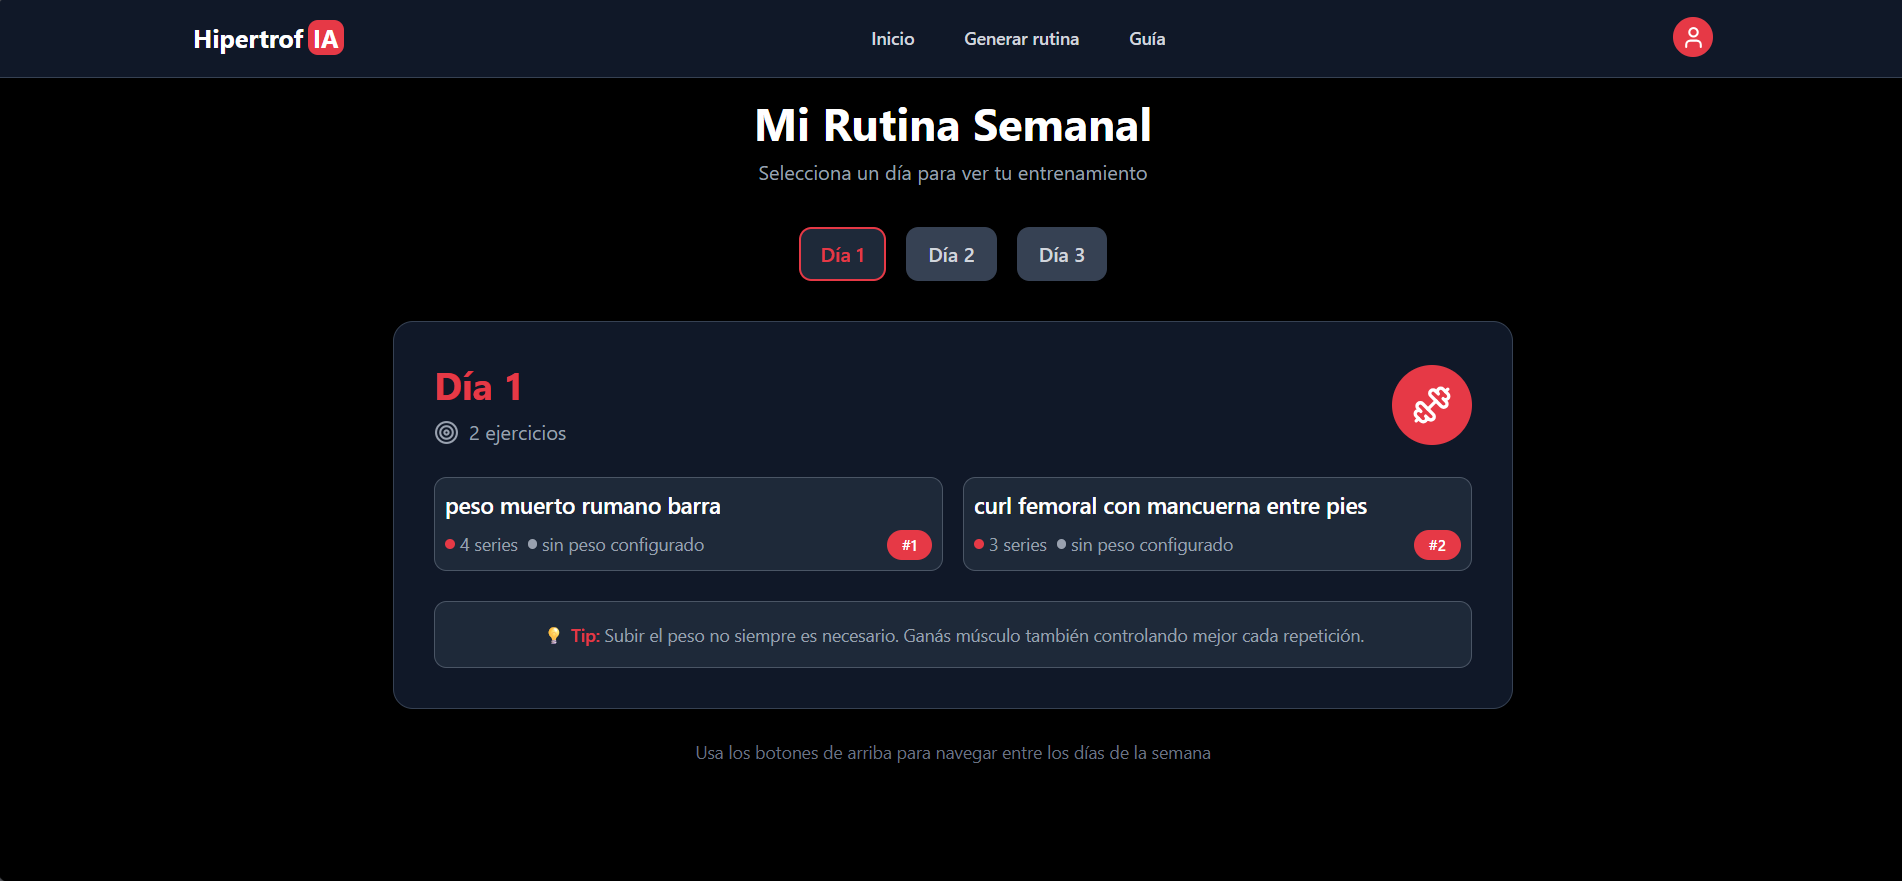 Hipertrof IA
Inicio
Generar rutina
Guía
Mi Rutina Semanal
Selecciona un día para ver tu entrenamiento
Día 1
Día 2
Día 3
Día 1
2 ejercicios
peso muerto rumano barra
4 series sin peso configurado
#1
curl femoral con mancuerna entre pies
3 series sin peso configurado
#2
Tip: Subir el peso no siempre es necesario. Ganás músculo también controlando mejor cada repetición.
Usa los botones de arriba para navegar entre los días de la semana